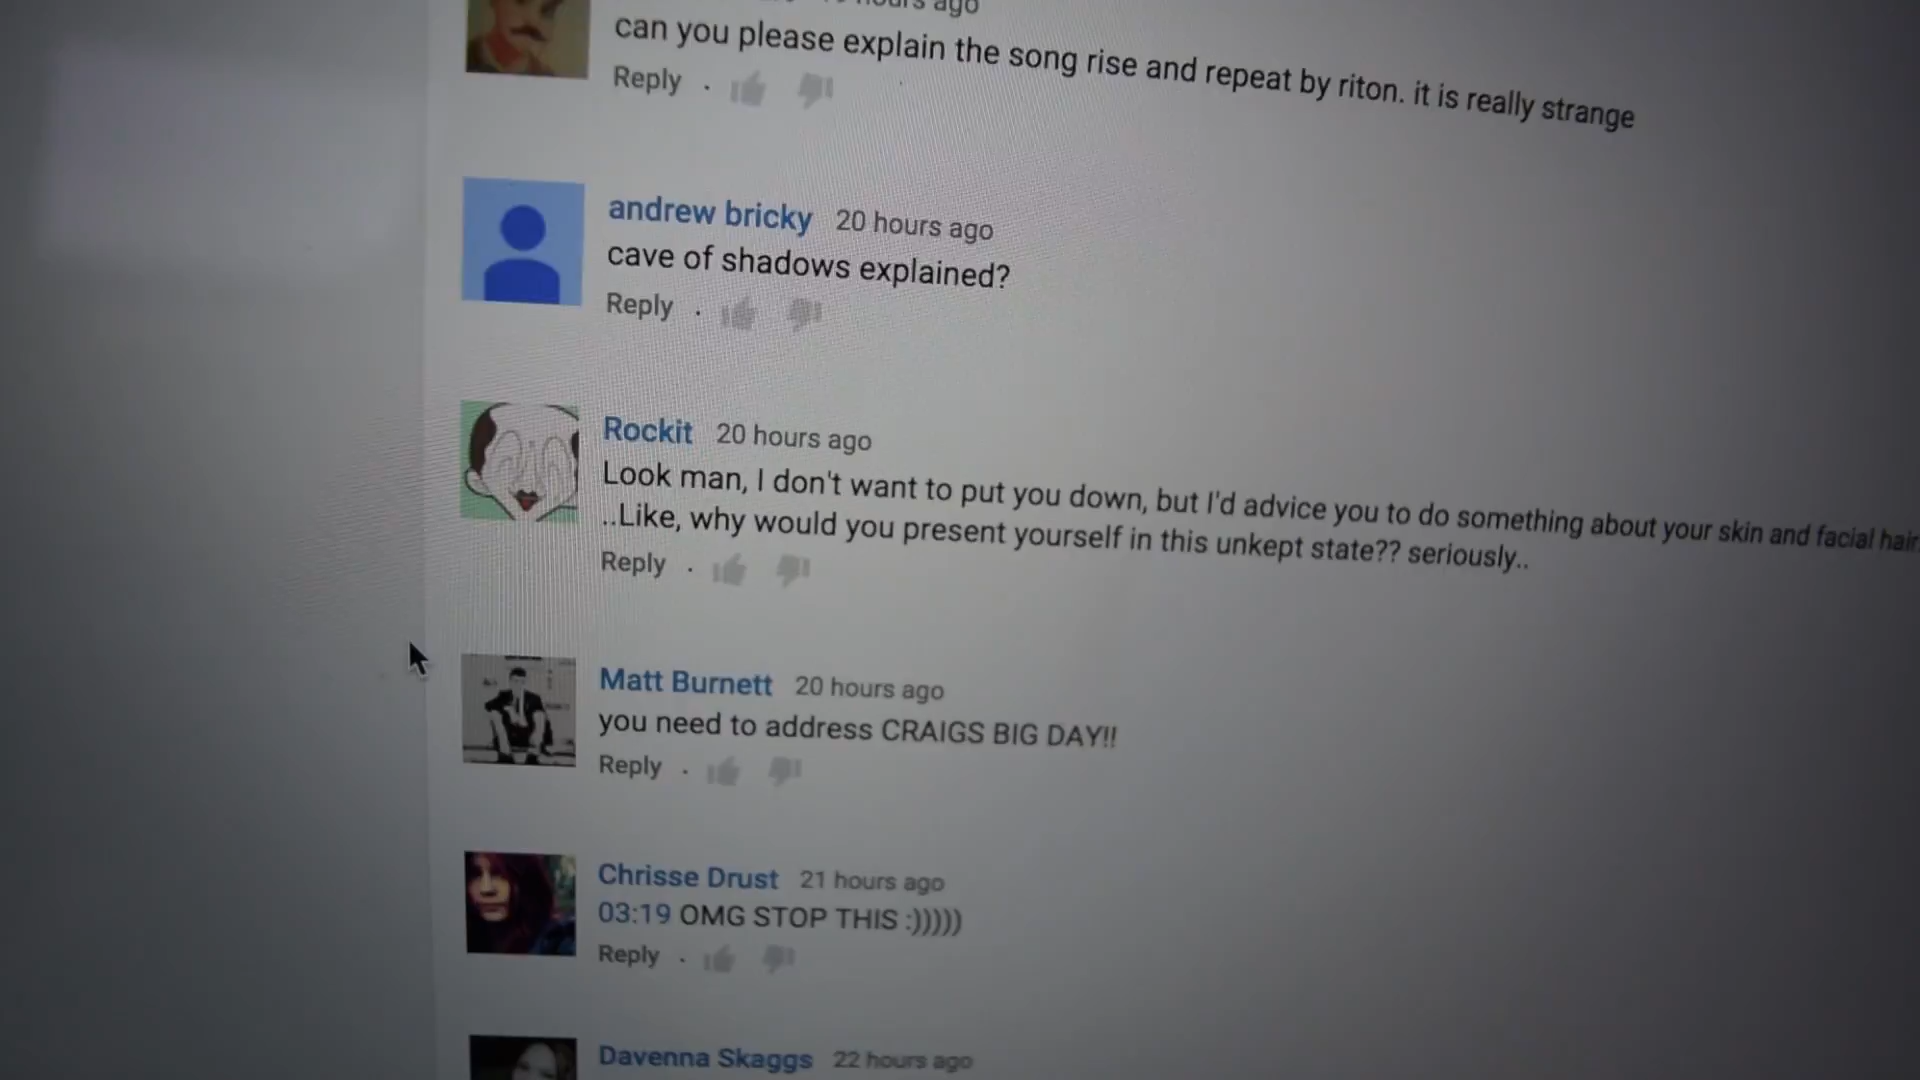 hours ago
can you please explain the song rise and repeat by riton. it is really strange
Reply .
andrew bricky 20 hours ago
cave of shadows explained?
Reply .
Rockit 20 hours ago
Look man, I don't want to put you down, but I'd advice you to do something about your skin and facial hair
..Like, why would you present yourself in this unkept state?? seriously..
Reply .
Matt Burnett 20 hours ago
you need to address CRAIGS BIG DAY!!
Reply .
Chrisse Drust 21 hours ago
03:19 OMG STOP THIS :)))))
Reply .
Davenna Skaggs 22 hours ago